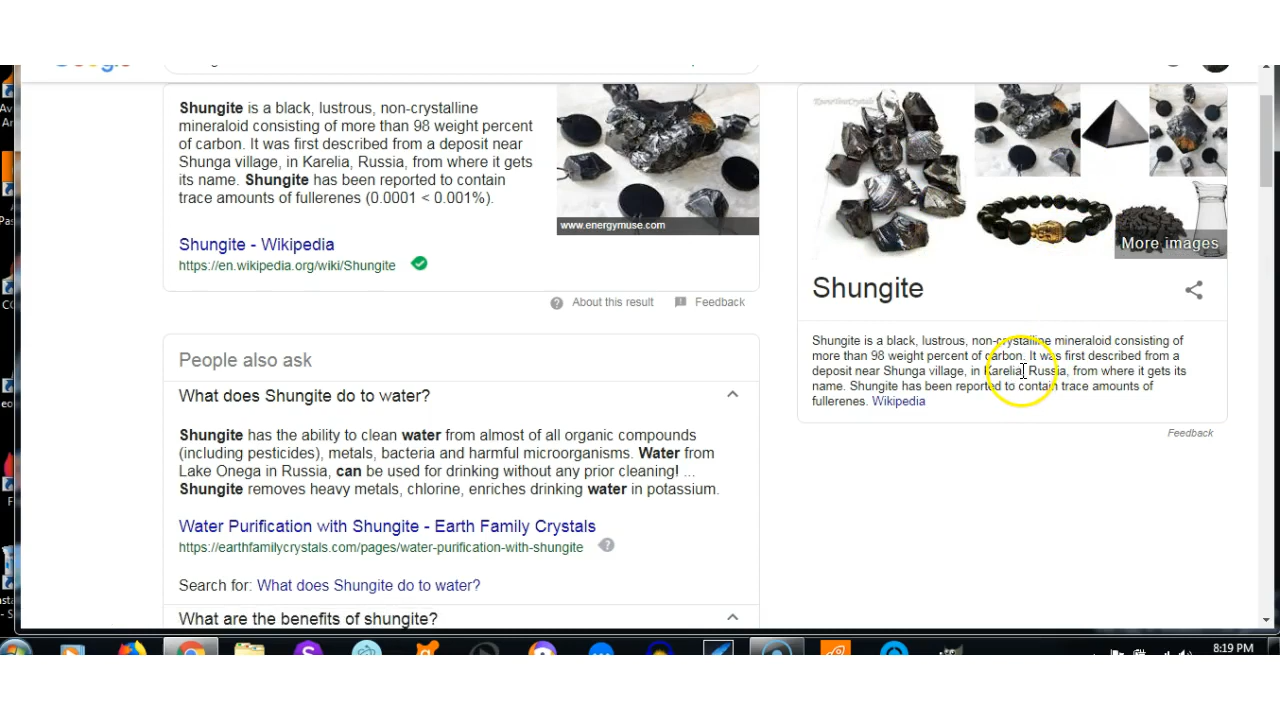 Shungite is a black, lustrous, non-crystalline
mineraloid consisting of more than 98 weight percent
of carbon. It was first described from a deposit near
Shunga village, in Karelia, Russia, from where it gets
its name. Shungite has been reported to contain
trace amounts of fullerenes (0.0001 < 0.001%).
www.energymuse.com
Shungite - Wikipedia
https://en.wikipedia.org/wiki/Shungite
About this result
Feedback
People also ask
What does Shungite do to water?
Shungite has the ability to clean water from almost of all organic compounds
(including pesticides), metals, bacteria and harmful microorganisms. Water from
Lake Onega in Russia, can be used for drinking without any prior cleaning! ...
Shungite removes heavy metals, chlorine, enriches drinking water in potassium.
Water Purification with Shungite - Earth Family Crystals
https://earthfamilycrystals.com/pages/water-purification-with-shungite
Search for: What does Shungite do to water?
What are the benefits of shungite?
More images
Shungite
Shungite is a black, lustrous, non-crystalline mineraloid consisting of
more than 98 weight percent of carbon. It was first described from a
deposit near Shunga village, in Karelia, Russia, from where it gets its
name. Shungite has been reported to contain trace amounts of
fullerenes. Wikipedia
Feedback
8:19 PM